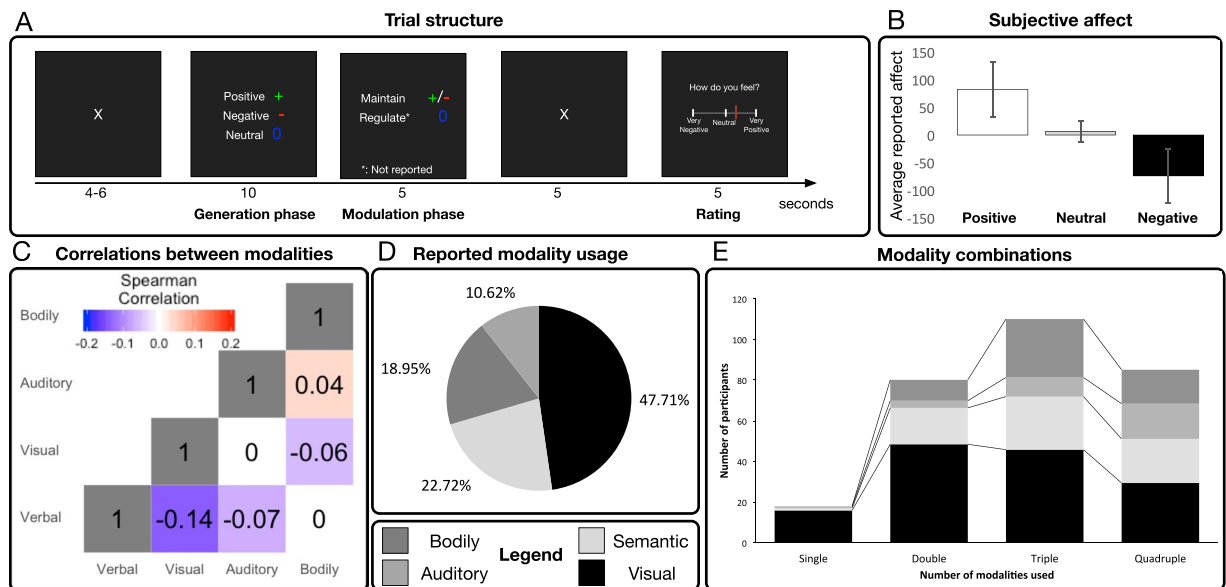 A Trial structure
X
Positive +
Negative -
Neutral 0
Maintain +/-
Regulate* 0
*: Not reported
X
How do you feel?
Very Negative
Neutral
Very Positive
4-6
10
5
5
5
seconds
Generation phase
Modulation phase
Rating
B Subjective affect
Average reported affect
150
100
50
0
-50
-100
-150
Positive
Neutral
Negative
C Correlations between modalities
Spearman
Correlation
-0.2 -0.1 0.0 0.1 0.2
Bodily 1
Auditory 1 0.04
Visual 1 0 -0.06
Verbal 1 -0.14 -0.07 0
Verbal Visual Auditory Bodily
D Reported modality usage
10.62%
18.95%
47.71%
22.72%
Legend
Bodily
Auditory
Semantic
Visual
E Modality combinations
Number of participants
120
100
80
60
40
20
0
Single Double Triple Quadruple
Number of modalities used